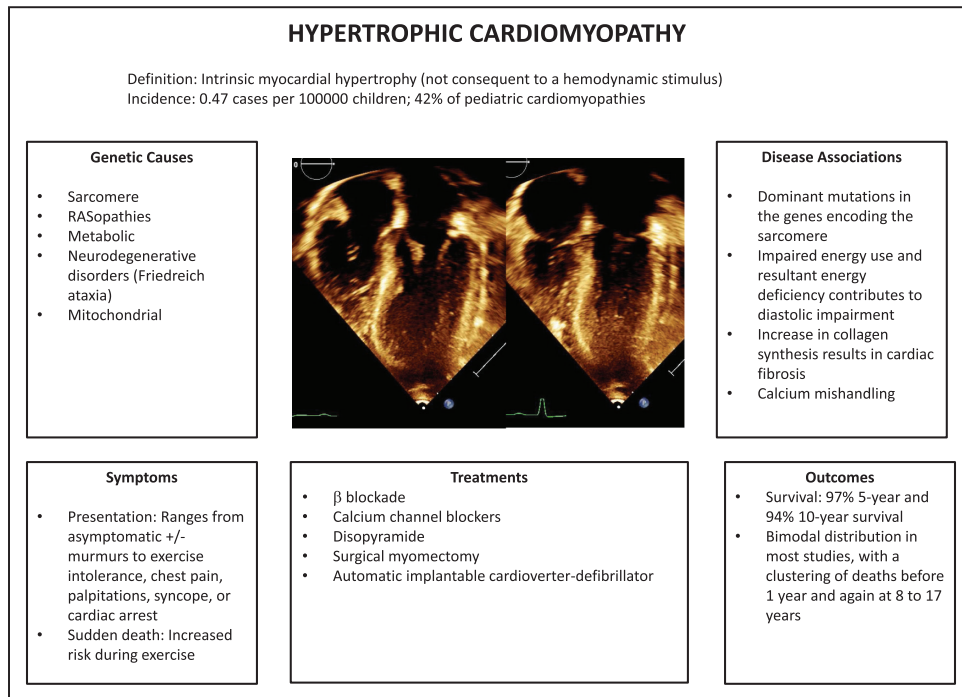 HYPERTROPHIC CARDIOMYOPATHY
Definition: Intrinsic myocardial hypertrophy (not consequent to a hemodynamic stimulus)
Incidence: 0.47 cases per 100000 children; 42% of pediatric cardiomyopathies
Genetic Causes
• Sarcomere
• RASopathies
• Metabolic
• Neurodegenerative
disorders (Friedreich
ataxia)
• Mitochondrial
0
Disease Associations
• Dominant mutations in
the genes encoding the
sarcomere
• Impaired energy use and
resultant energy
deficiency contributes to
diastolic impairment
• Increase in collagen
synthesis results in cardiac
fibrosis
• Calcium mishandling
Symptoms
• Presentation: Ranges from
asymptomatic +/-
murmurs to exercise
intolerance, chest pain,
palpitations, syncope, or
cardiac arrest
• Sudden death: Increased
risk during exercise
Treatments
• β blockade
• Calcium channel blockers
• Disopyramide
• Surgical myomectomy
• Automatic implantable cardioverter-defibrillator
Outcomes
• Survival: 97% 5-year and
94% 10-year survival
• Bimodal distribution in
most studies, with a
clustering of deaths before
1 year and again at 8 to 17
years